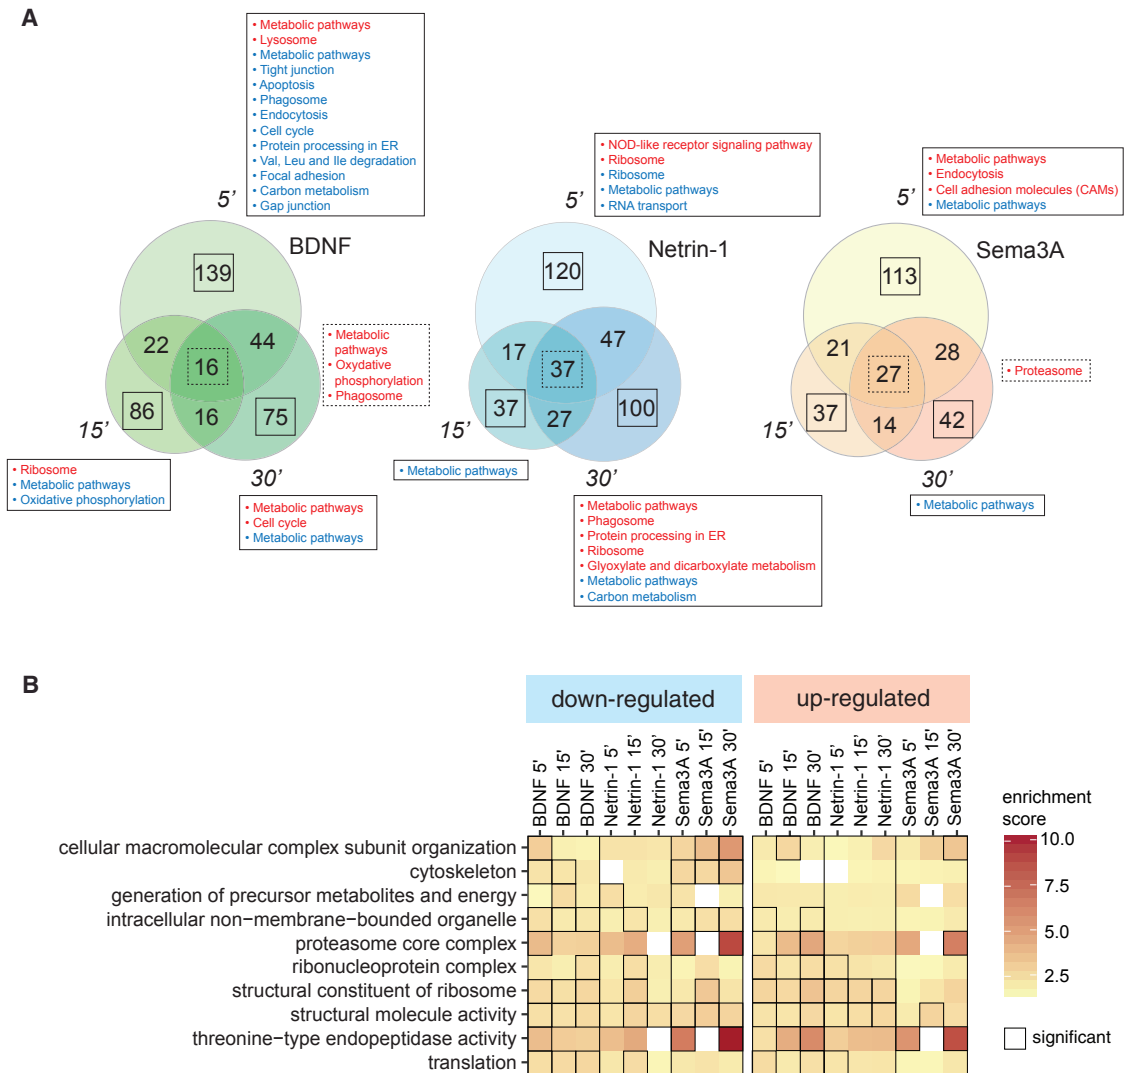 A
• Metabolic pathways
• Lysosome
• Metabolic pathways
• Tight junction
• Apoptosis
• Phagosome
• Endocytosis
• Cell cycle
• Protein processing in ER
• Val, Leu and Ile degradation
• Focal adhesion
• Carbon metabolism
• Gap junction
5’
BDNF
139
22
44
16
86
16
75
15’
30’
• Metabolic
pathways
• Oxydative
phosphorylation
• Phagosome
• Ribosome
• Metabolic pathways
• Oxidative phosphorylation
• Metabolic pathways
• Cell cycle
• Metabolic pathways
• NOD-like receptor signaling pathway
• Ribosome
• Ribosome
• Metabolic pathways
• RNA transport
5’
Netrin-1
120
17
47
37
37
27
100
15’
30’
• Metabolic pathways
• Metabolic pathways
• Phagosome
• Protein processing in ER
• Ribosome
• Glyoxylate and dicarboxylate metabolism
• Metabolic pathways
• Carbon metabolism
• Metabolic pathways
• Endocytosis
• Cell adhesion molecules (CAMs)
• Metabolic pathways
5’
Sema3A
113
21
28
27
37
14
42
15’
30’
• Proteasome
• Metabolic pathways
B
down-regulated
up-regulated
BDNF 5'
BDNF 15'
BDNF 30'
Netrin-1 5'
Netrin-1 15'
Netrin-1 30'
Sema3A 5'
Sema3A 15'
Sema3A 30'
BDNF 5'
BDNF 15'
BDNF 30'
Netrin-1 5'
Netrin-1 15'
Netrin-1 30'
Sema3A 5'
Sema3A 15'
Sema3A 30'
cellular macromolecular complex subunit organization
cytoskeleton
generation of precursor metabolites and energy
intracellular non−membrane−bounded organelle
proteasome core complex
ribonucleoprotein complex
structural constituent of ribosome
structural molecule activity
threonine−type endopeptidase activity
translation
enrichment
score
10.0
7.5
5.0
2.5
significant